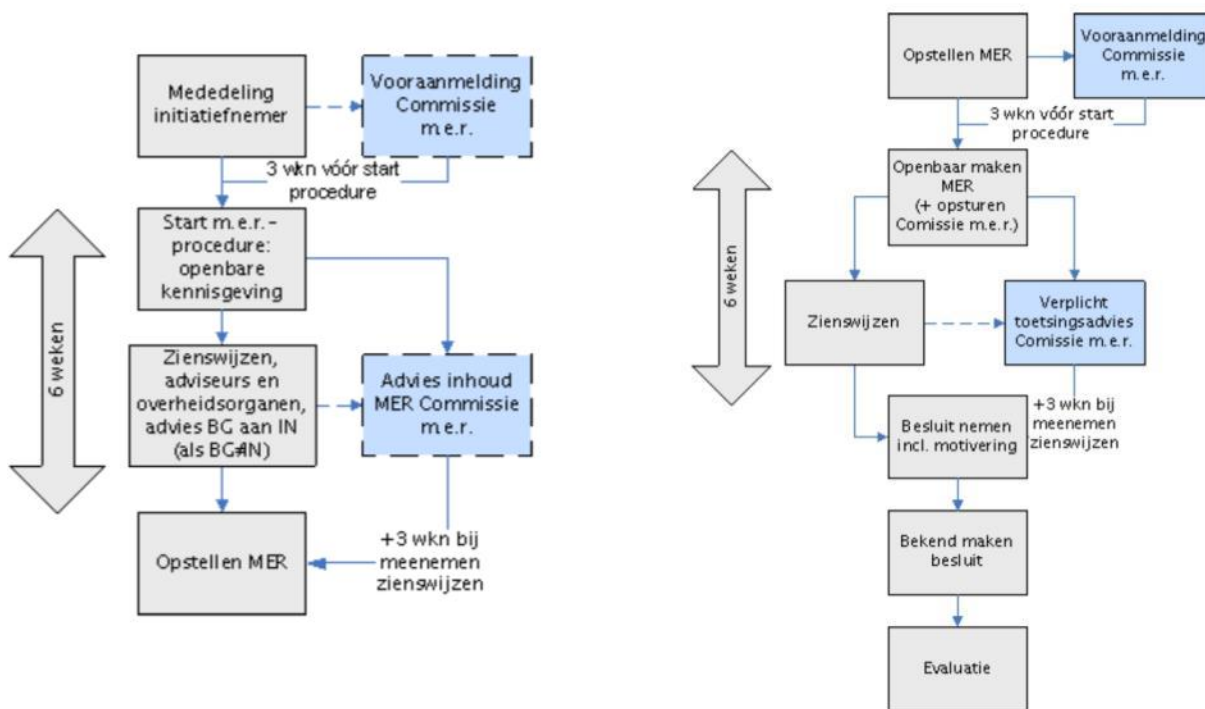 Mededeling
initiatiefnemer
Vooraanmelding
Commissie
m.e.r.
3 wkn vóór start
procedure
6 weken
Start m.e.r.–
procedure:
openbare
kennisgeving
Zienswijzen,
adviseurs en
overheidsorganen,
advies BG aan IN
(als BG≠IN)
Advies inhoud
MER Commissie
m.e.r.
Opstellen MER
+3 wkn bij
meenemen
zienswijzen
Opstellen MER
Vooraanmelding
Commissie
m.e.r.
3 wkn vóór start
procedure
6 weken
Openbaar maken
MER
(+ opsturen
Comissie m.e.r.)
Zienswijzen
Verplicht
toetsingsadvies
Comissie m.e.r.
+3 wkn bij
meenemen
zienswijzen
Besluit nemen
incl. motivering
Bekend maken
besluit
Evaluatie